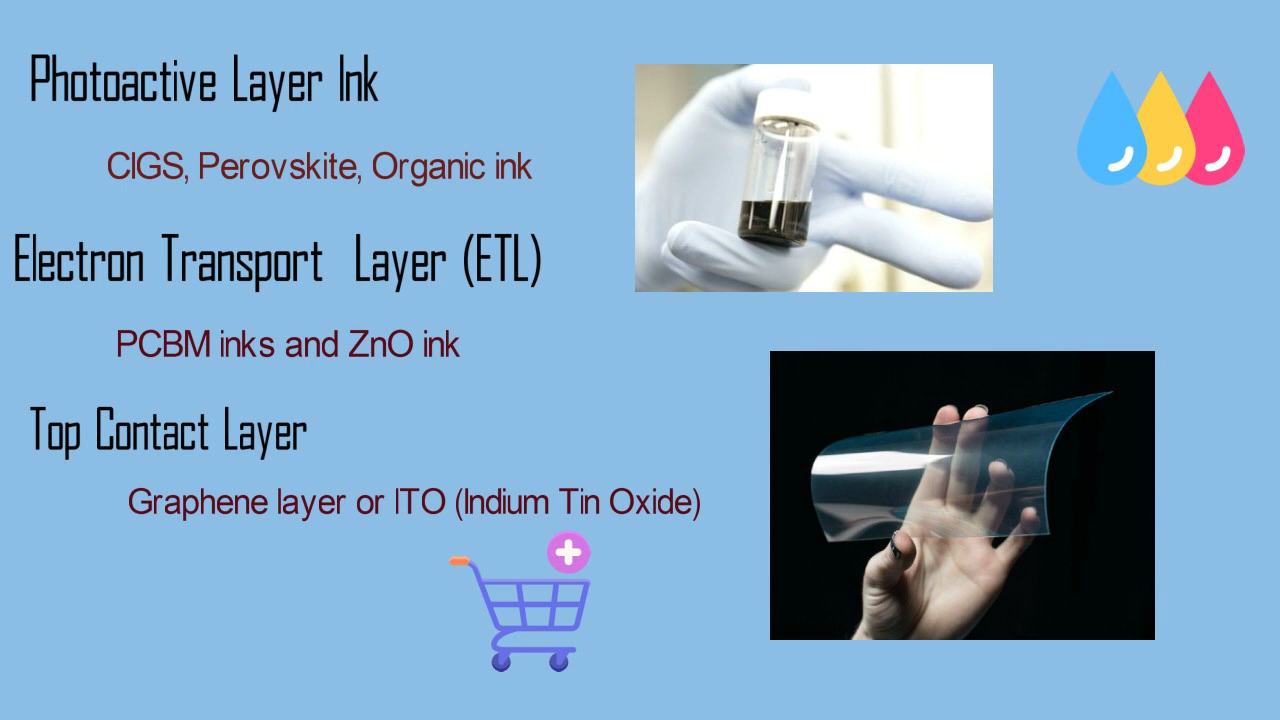 Photoactive Layer Ink
CIGS, Perovskite, Organic ink
Electron Transport Layer (ETL)
PCBM inks and ZnO ink
Top Contact Layer
Graphene layer or ITO (Indium Tin Oxide)